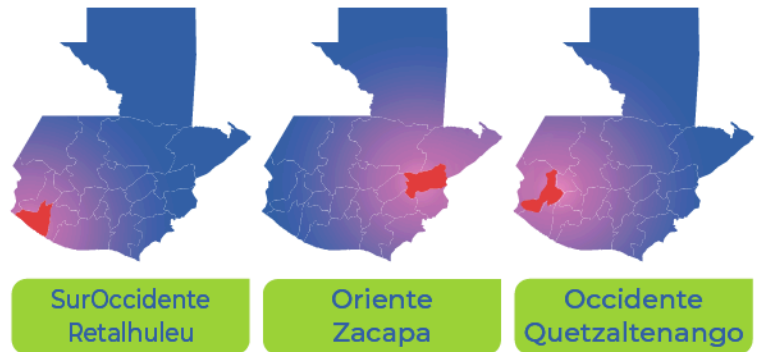 SurOccidente
Retalhuleu
Oriente
Zacapa
Occidente
Quetzaltenango